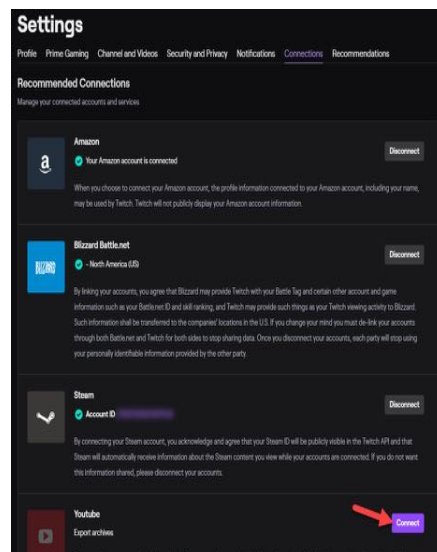 Settings
Profile Prime Gaming Channel and Videos Security and Privacy Notifications Connections Recommendations
Recommended Connections
Manage your connected accounts and services
Amazon
Your Amazon account is connected
Disconnect
a
When you choose to connect your Amazon account, the profile information connected to your Amazon account, including your name,
may be used by Twitch. Twitch will not publicly display your Amazon account information.
Blizzard Battle.net
- North America (US)
Disconnect
BLIZZARD
By linking your accounts, you agree that Blizzard may provide Twitch with your Battle Tag and certain other account and game
information such as your Battle.net ID and skill ranking, and Twitch may provide such things as your Twitch viewing activity to Blizzard.
Such information shall be transferred to the companies' locations in the U.S. If you change your mind you must de-link your accounts
through both Battle.net and Twitch for both sides to stop sharing data. Once you disconnect your accounts, each party will stop using
your personally identifiable information provided by the other party.
Steam
Account ID
Disconnect
By connecting your Steam account, you acknowledge and agree that your Steam ID will be publicly visible in the Twitch API and that
Steam will automatically receive information about the Steam content you view while your accounts are connected. If you do not want
this information shared, please disconnect your accounts.
Youtube
Export archives
Connect